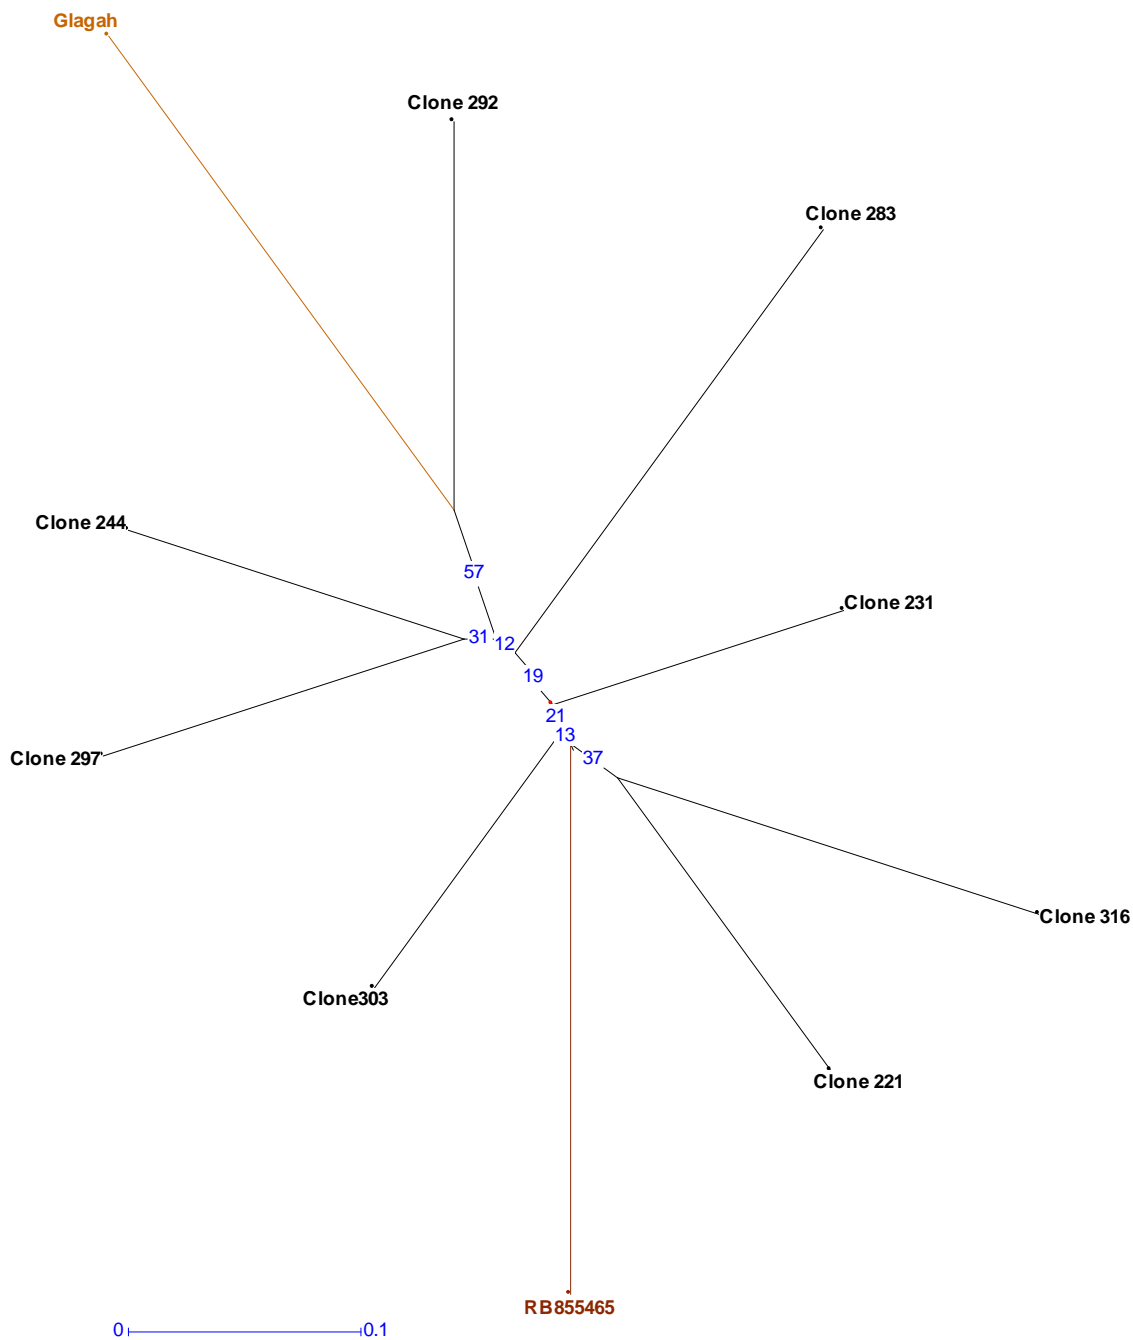 Glagah
Clone 292
Clone 283
Clone 244
57
Clone 231
31
12
19
21
13
37
Clone 297
Clone 316
Clone303
Clone 221
RB855465
0
0.1